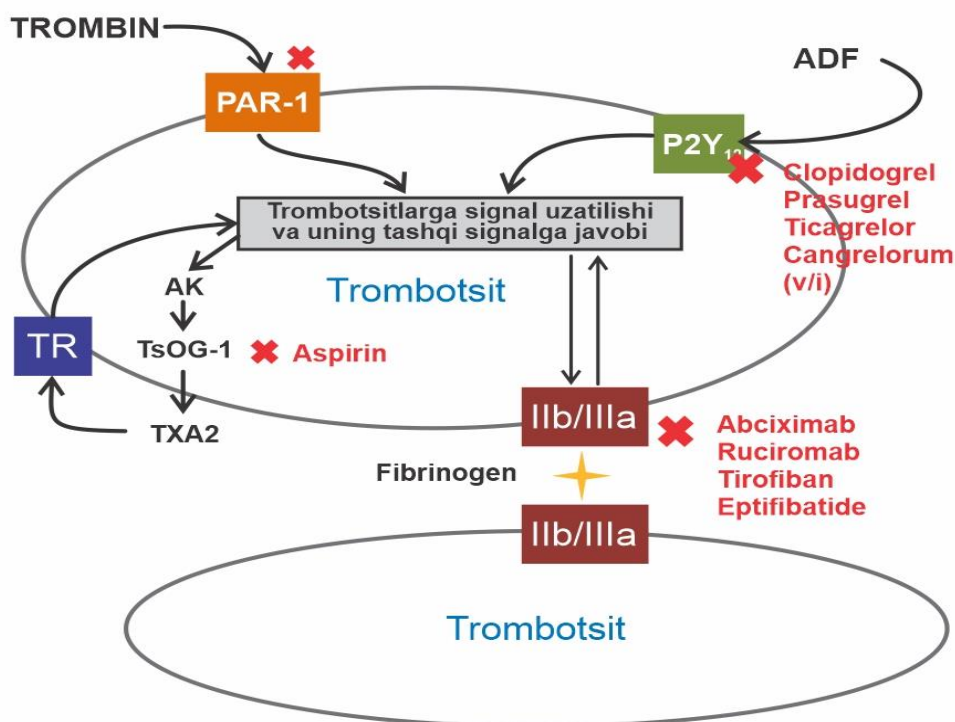 TROMBIN
ADF
PAR-1
P2Y₁₂
Clopidogrel
Prasugrel
Ticagrelor
Cangrelorum
(v/i)
Trombotsitlarga signal uzatilishi
va uning tashqi signalga javobi
AK
Trombotsit
TR
TsOG-1
Aspirin
TXA2
IIb/IIIa
Abciximab
Ruciromab
Tirofiban
Eptifibatide
Fibrinogen
IIb/IIIa
Trombotsit